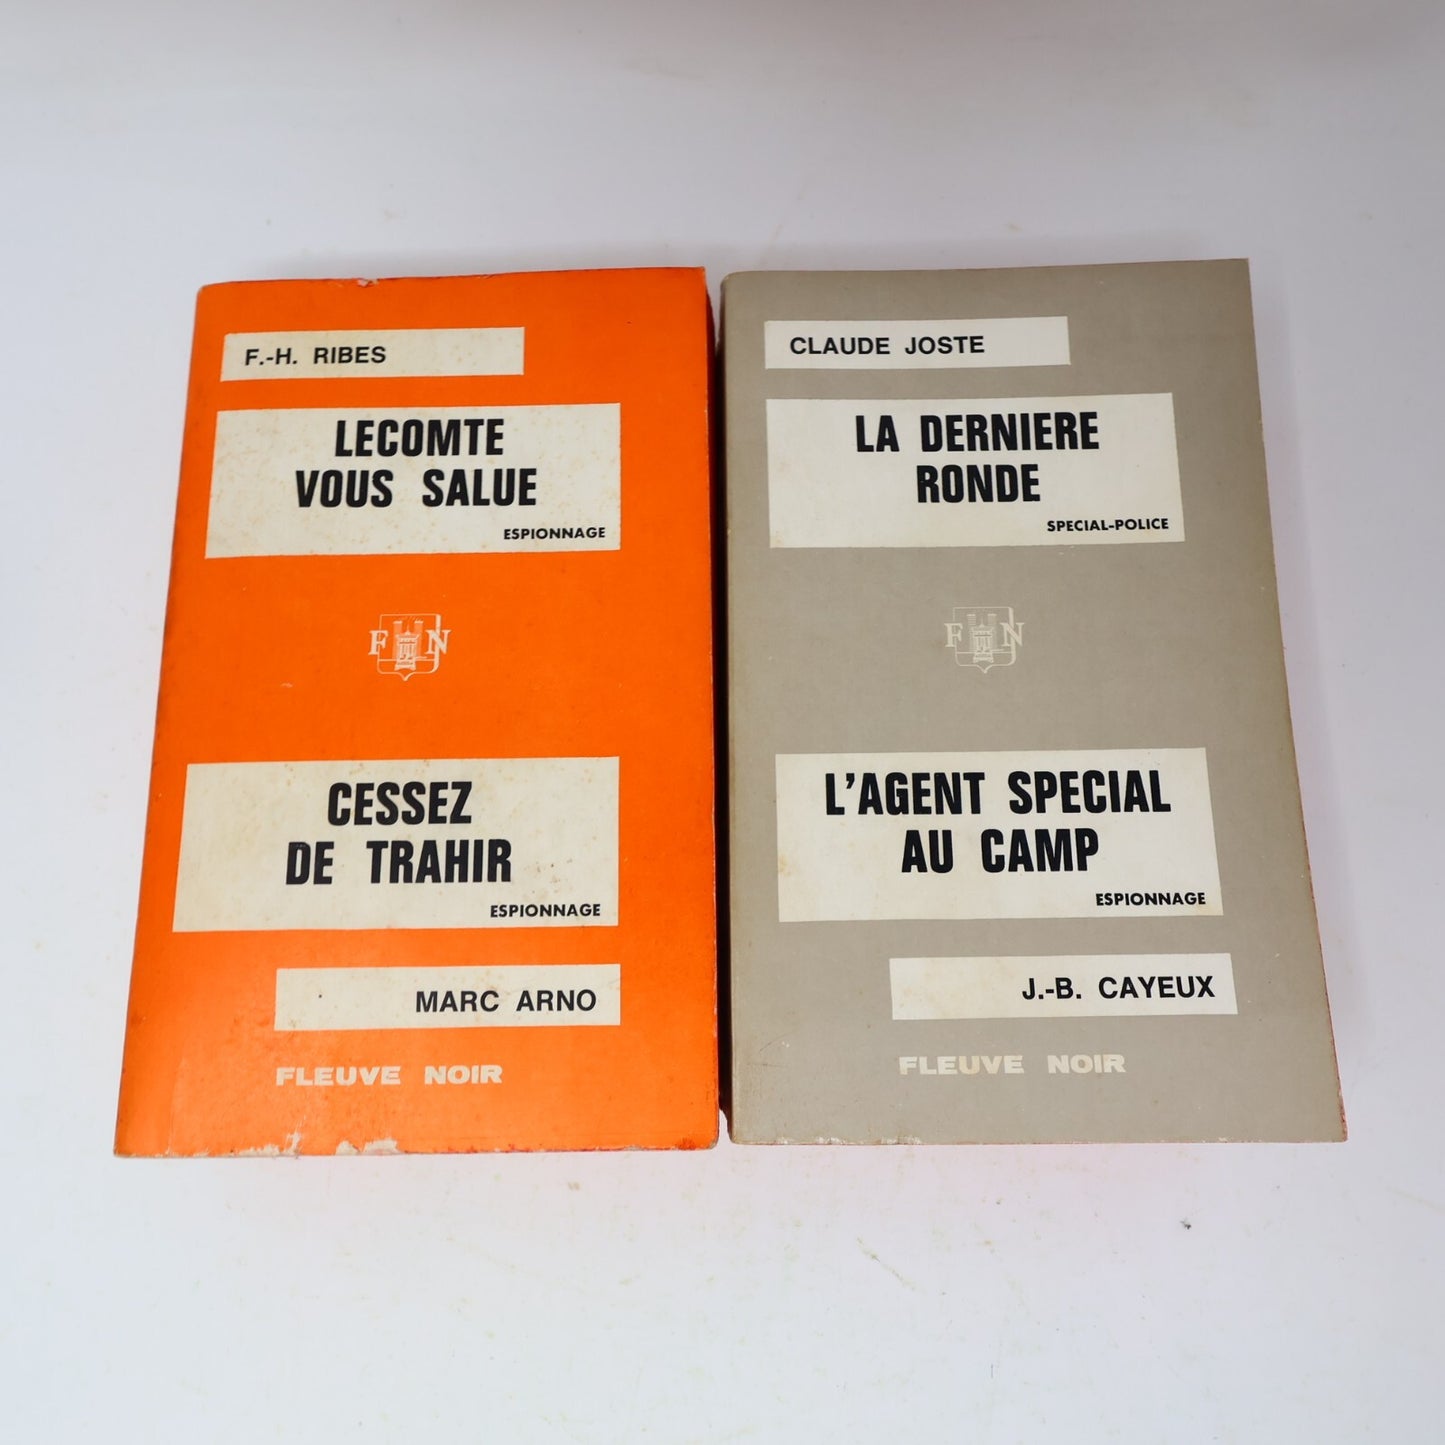 F.-H. RIBES
LECOMTE
VOUS SALUE
ESPIONNAGE
F N
CESSEZ
DE TRAHIR
ESPIONNAGE
MARC ARNO
FLEUVE NOIR
CLAUDE JOSTE
LA DERNIERE
RONDE
SPECIAL-POLICE
F N
L'AGENT SPECIAL
AU CAMP
ESPIONNAGE
J.-B. CAYEUX
FLEUVE NOIR